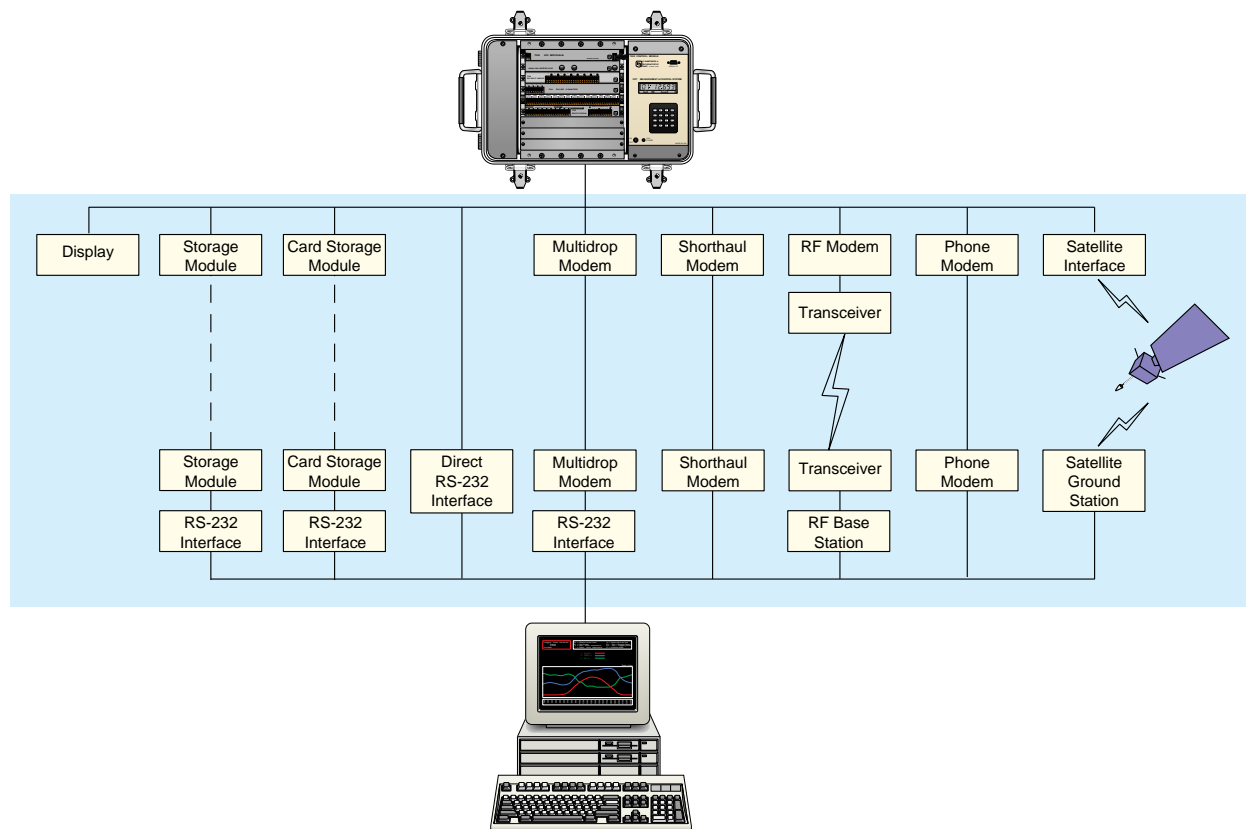 Display
Storage
Module
Card Storage
Module
Multidrop
Modem
Shorthaul
Modem
RF Modem
Phone
Modem
Satellite
Interface
Transceiver
Storage
Module
Card Storage
Module
Direct
RS-232
Interface
Multidrop
Modem
Shorthaul
Modem
Transceiver
Phone
Modem
Satellite
Ground
Station
RS-232
Interface
RS-232
Interface
RS-232
Interface
RF Base
Station